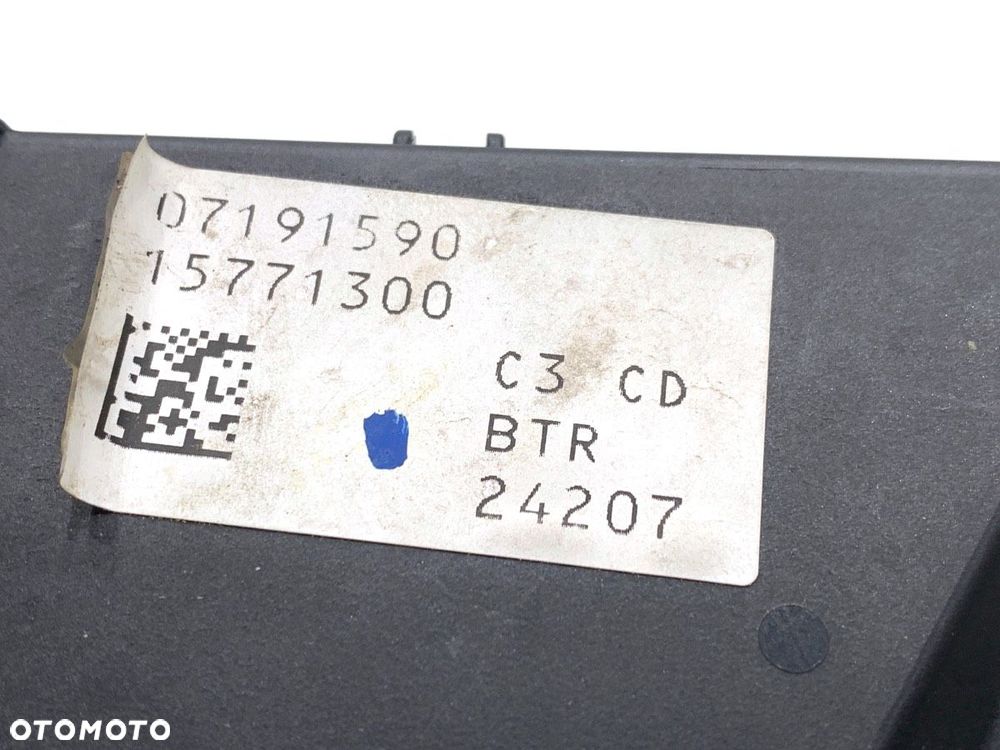 07191590
15771300
C3 CD
BTR
24207
OTOMOTO